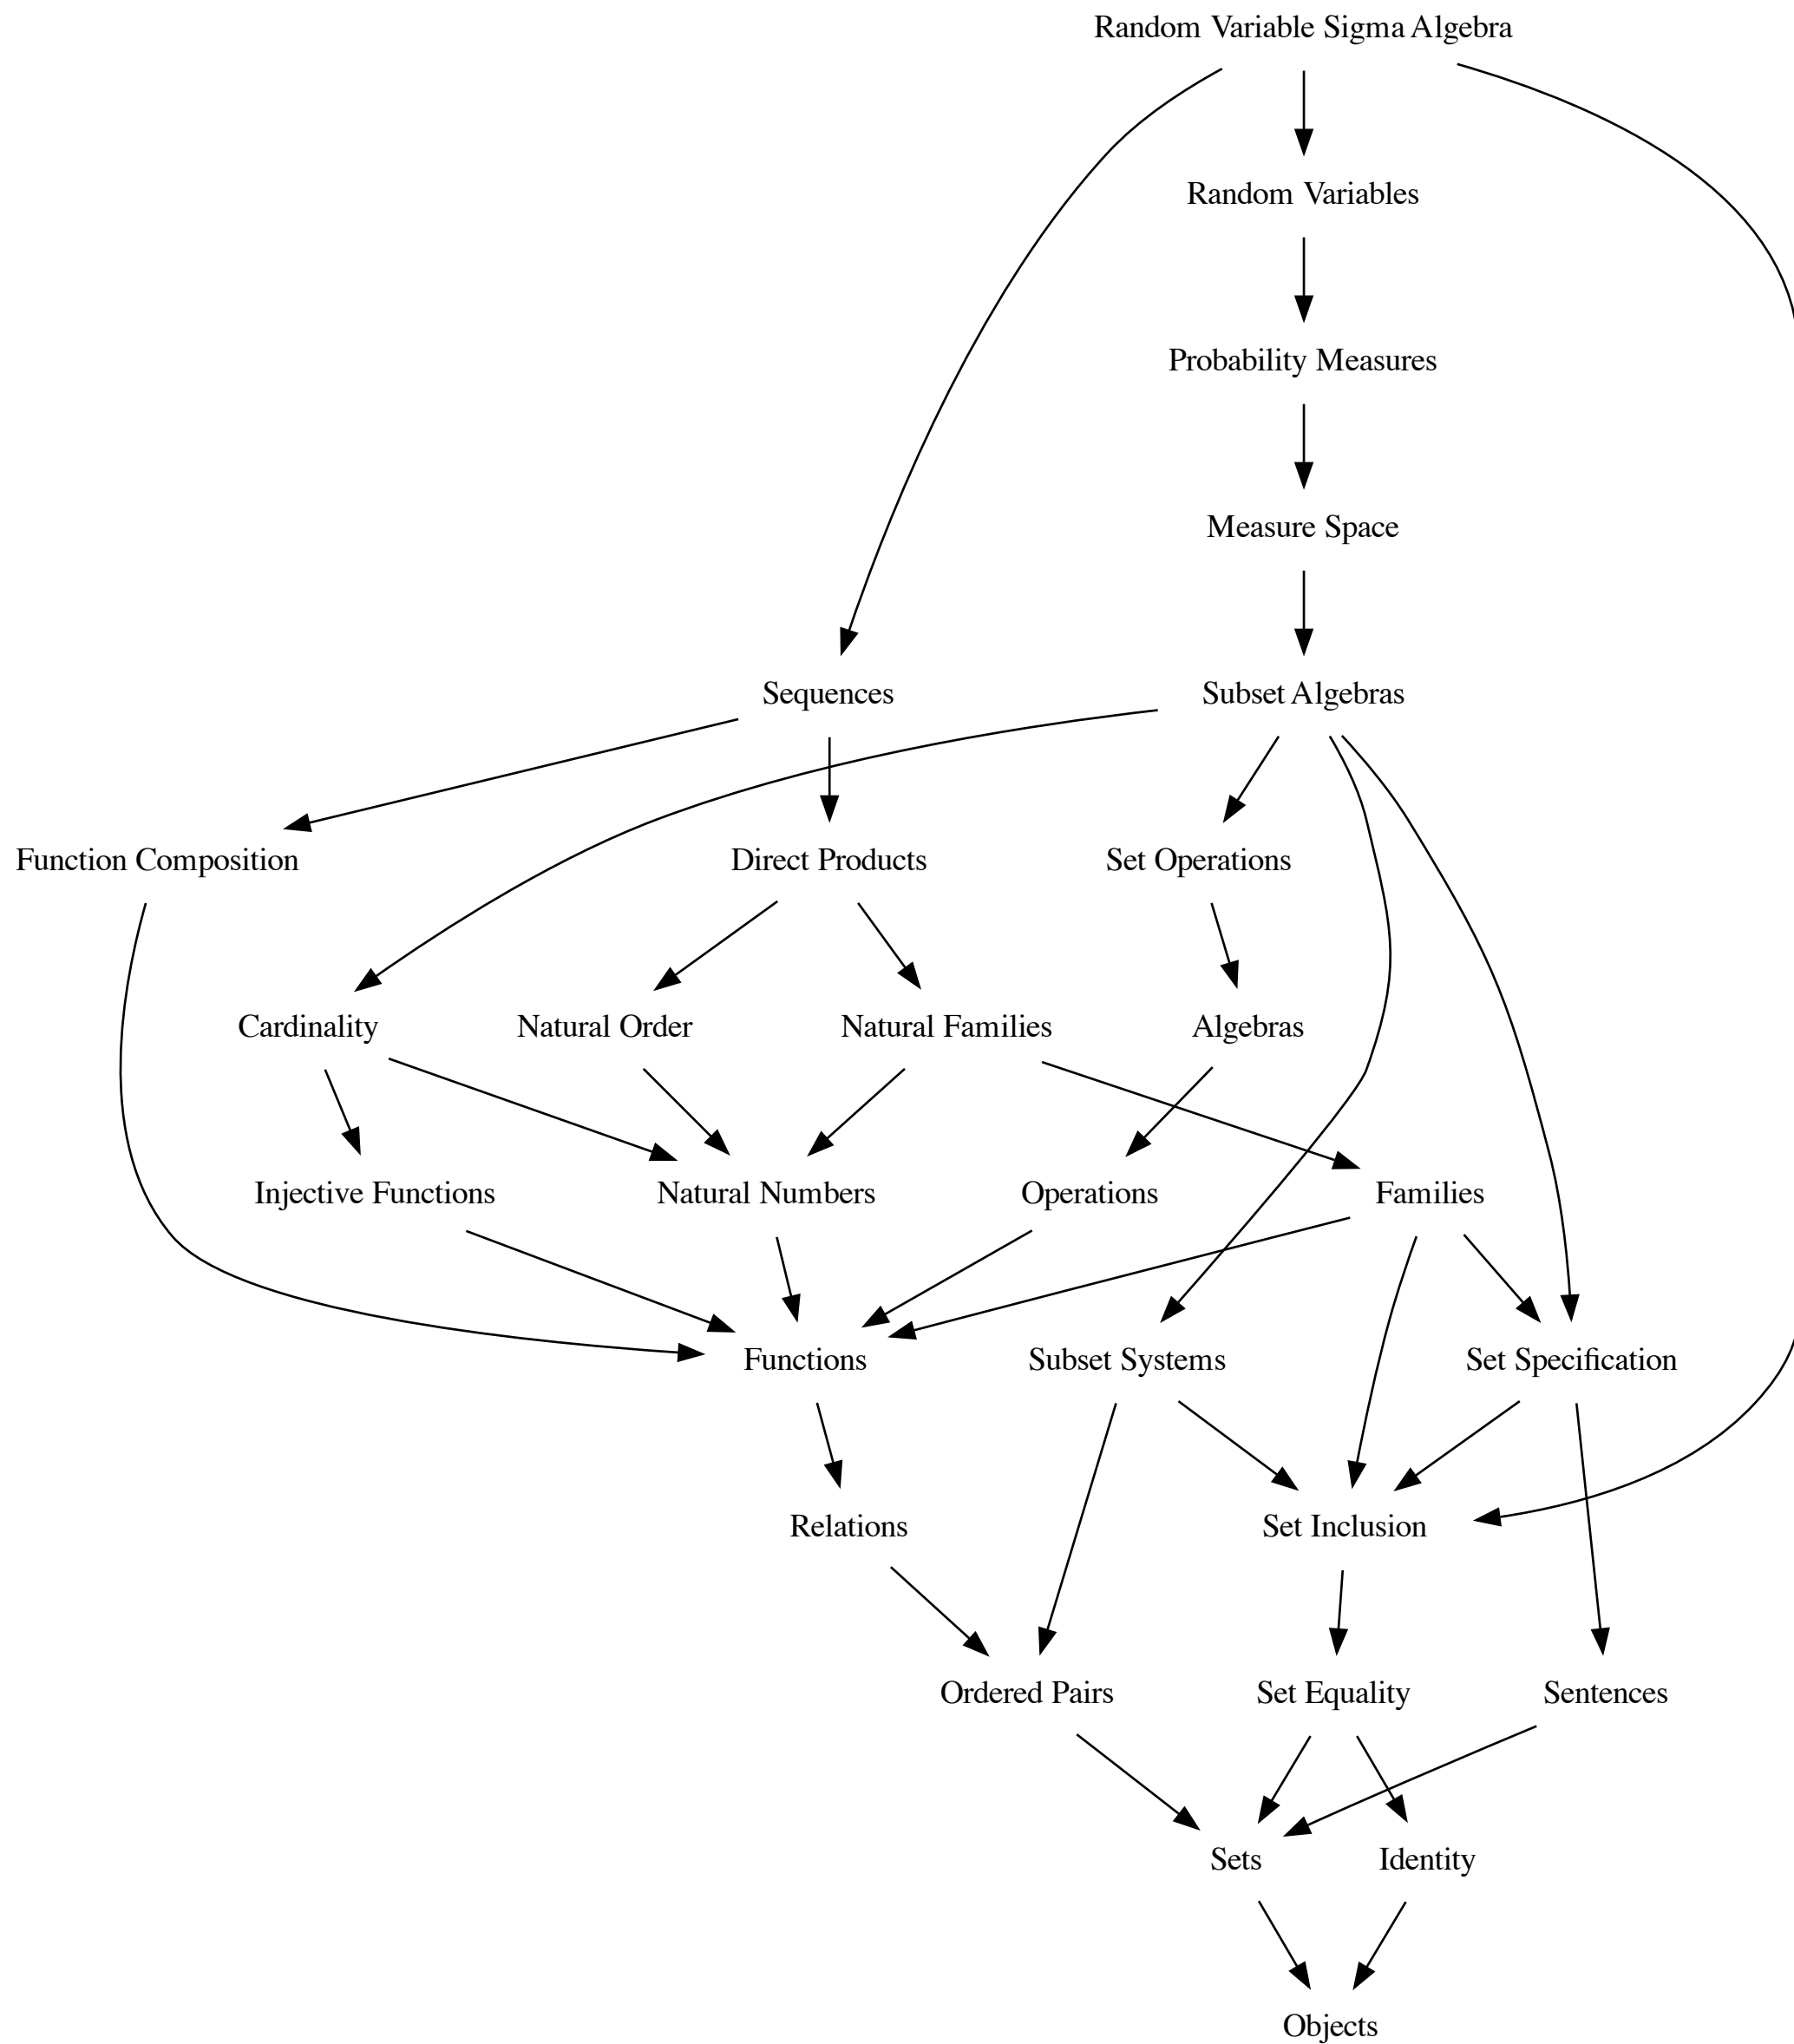 Random Variable Sigma Algebra
Random Variables
Probability Measures
Measure Space
Sequences
Subset Algebras
Function Composition
Direct Products
Set Operations
Cardinality
Natural Order
Natural Families
Algebras
Injective Functions
Natural Numbers
Operations
Families
Functions
Subset Systems
Set Specification
Relations
Set Inclusion
Ordered Pairs
Set Equality
Sentences
Sets
Identity
Objects